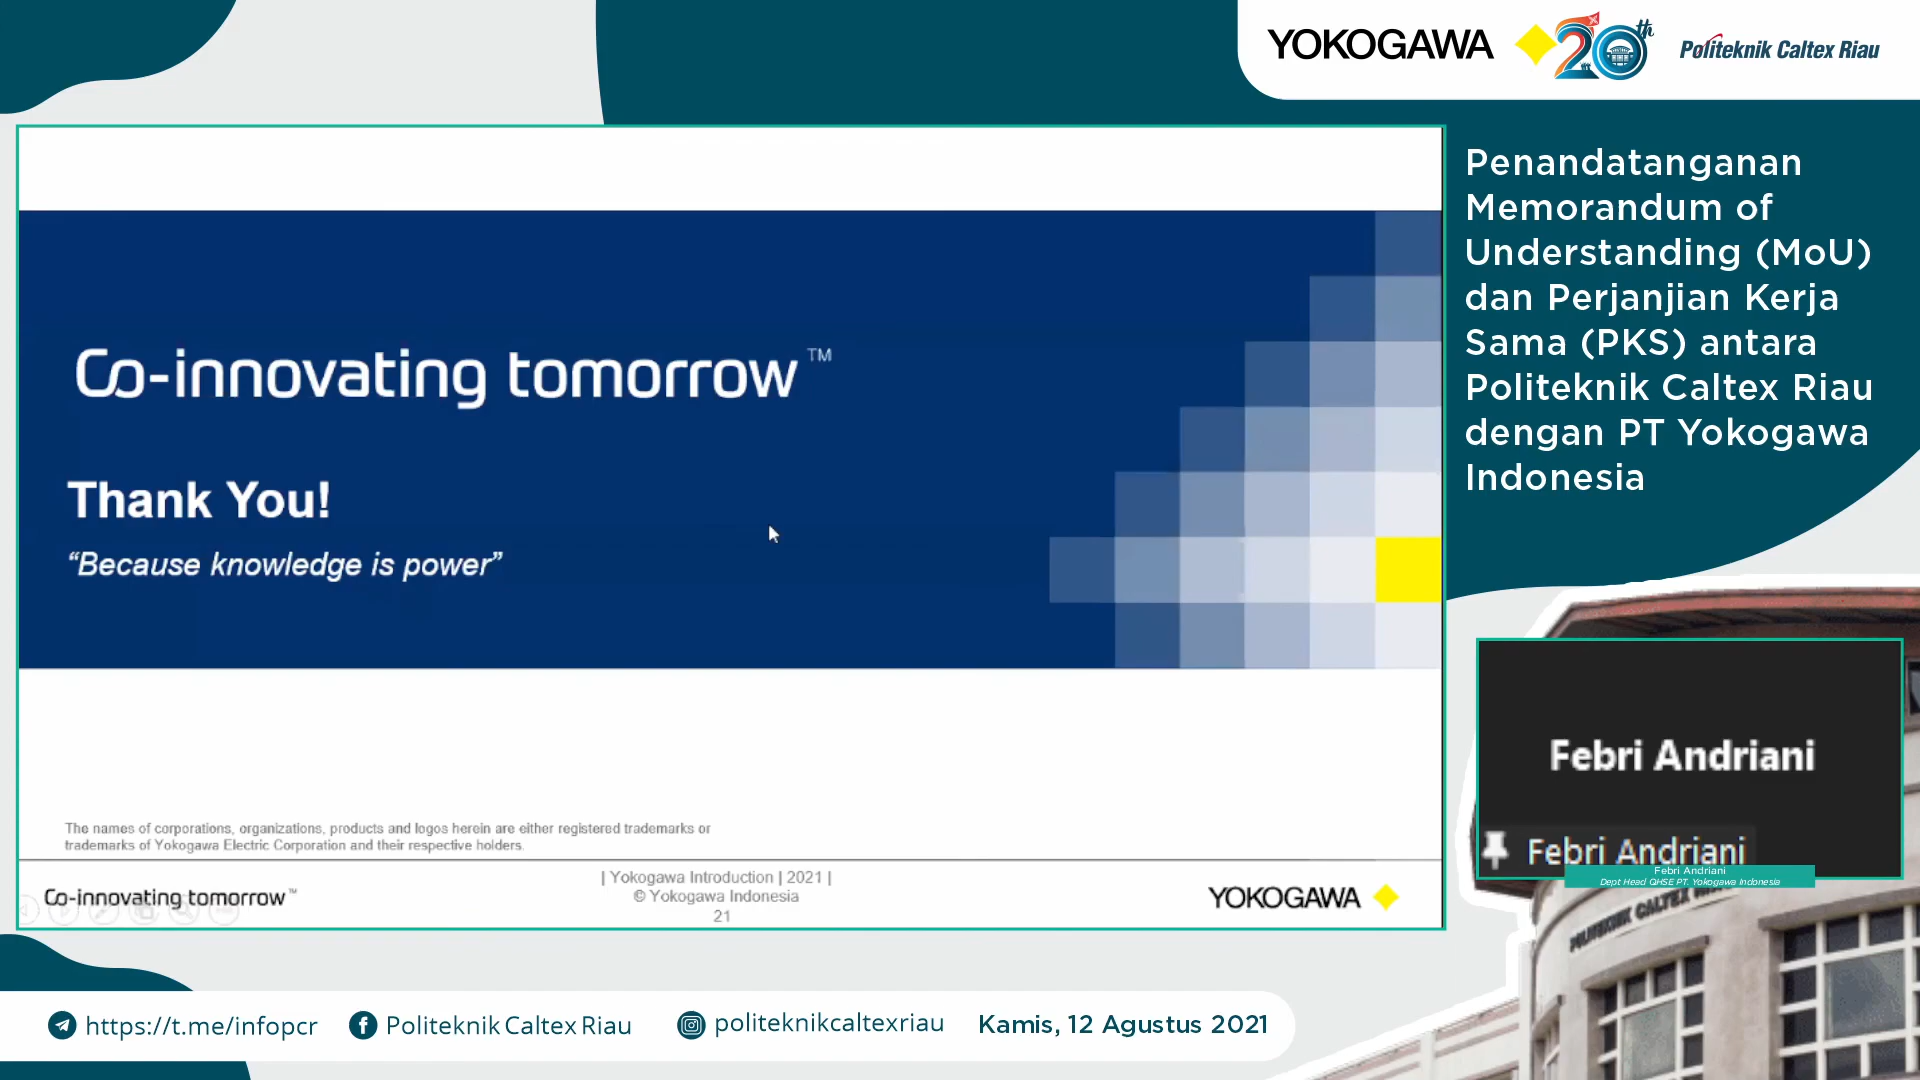 YOKOGAWA
20th
Politeknik Caltex Riau
Penandatanganan
Memorandum of
Understanding (MoU)
dan Perjanjian Kerja
Sama (PKS) antara
Politeknik Caltex Riau
dengan PT Yokogawa
Indonesia
Co-innovating tomorrow™
Thank You!
“Because knowledge is power”
The names of corporations, organizations, products and logos herein are either registered trademarks or
trademarks of Yokogawa Electric Corporation and their respective holders.
Co-innovating tomorrow™
| Yokogawa Introduction | 2021 |
© Yokogawa Indonesia
21
YOKOGAWA
Febri Andriani
Febri Andriani
Febri Andriani
Dept Head QHSE PT. Yokogawa Indonesia
POLITEKNIK CALTEX
https://t.me/infopcr
Politeknik Caltex Riau
politeknikcaltexriau
Kamis, 12 Agustus 2021